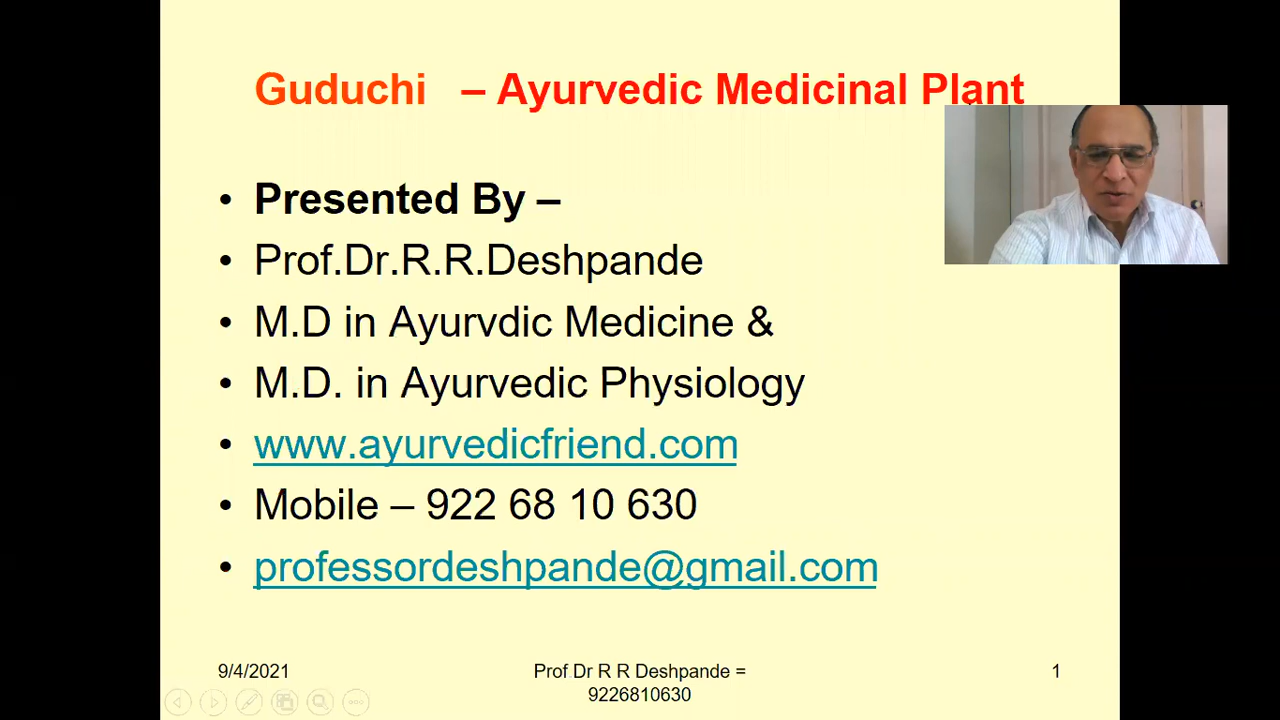 Guduchi – Ayurvedic Medicinal Plant
• Presented By –
• Prof.Dr.R.R.Deshpande
• M.D in Ayurvdic Medicine &
• M.D. in Ayurvedic Physiology
• www.ayurvedicfriend.com
• Mobile – 922 68 10 630
• professordeshpande@gmail.com
9/4/2021
Prof.Dr R R Deshpande =
9226810630
1